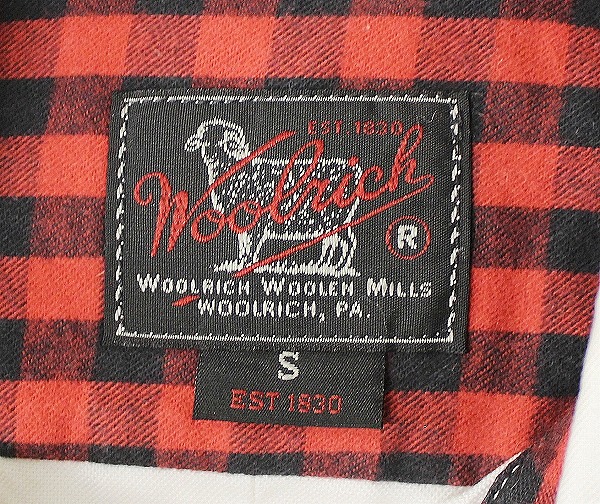 EST. 1830
Woolrich
®
WOOLRICH WOOLEN MILLS
WOOLRICH, PA.
S
EST 1830